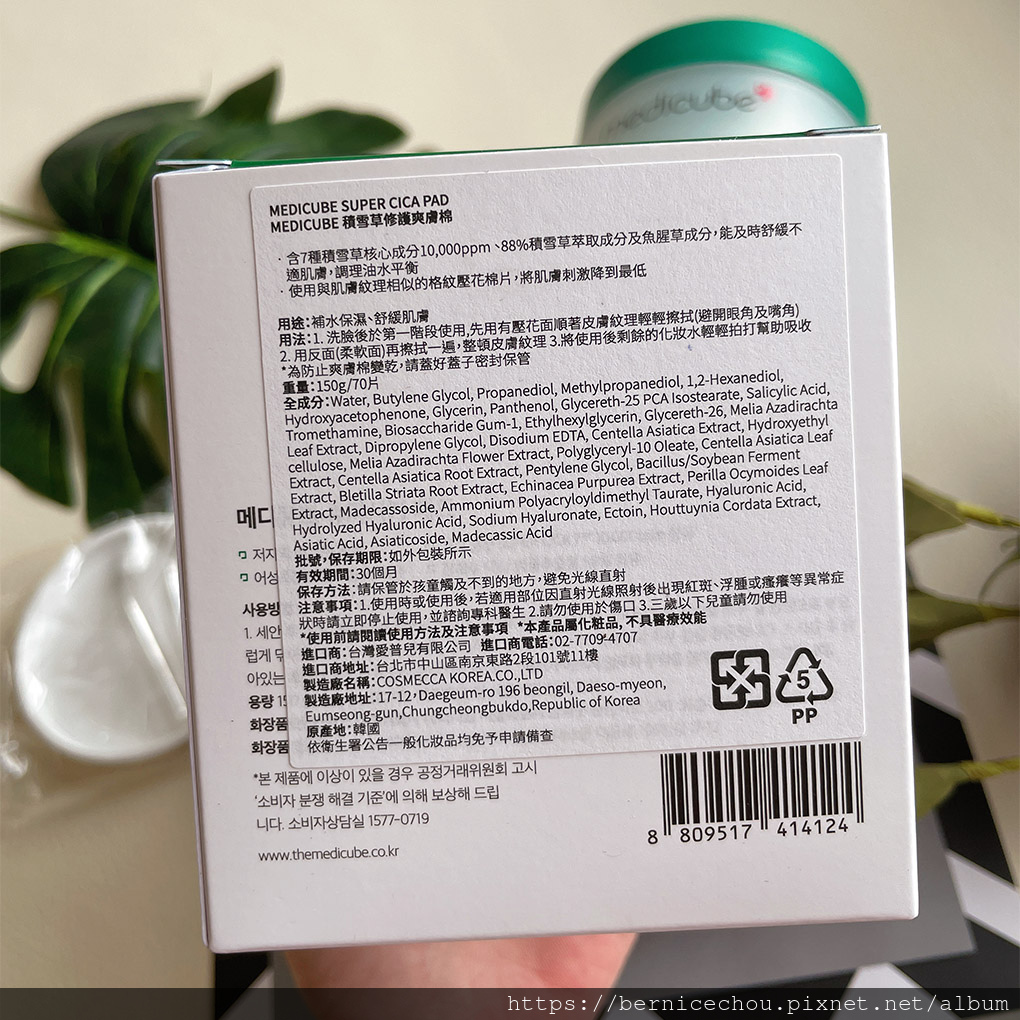 medicube
MEDICUBE SUPER CICA PAD
MEDICUBE 積雪草修護爽膚棉
· 含7種積雪草核心成分10,000ppm、88%積雪草萃取成分及魚腥草成分，能及時舒緩不
適肌膚，調理油水平衡
· 使用與肌膚紋理相似的格紋壓花棉片，將肌膚刺激降到最低
用途：補水保濕、舒緩肌膚
用法：1. 洗臉後於第一階段使用，先用有壓花面順著皮膚紋理輕輕擦拭(避開眼角及嘴角)
2. 用反面(柔軟面)再擦拭一遍，整頓皮膚紋理 3.將使用後剩餘的化妝水輕輕拍打幫助吸收
*為防止爽膚棉變乾，請蓋好蓋子密封保管
重量：150g/70片
全成分：Water, Butylene Glycol, Propanediol, Methylpropanediol, 1,2-Hexanediol,
Hydroxyacetophenone, Glycerin, Panthenol, Glycereth-25 PCA Isostearate, Salicylic Acid,
Tromethamine, Biosaccharide Gum-1, Ethylhexylglycerin, Glycereth-26, Melia Azadirachta
Leaf Extract, Dipropylene Glycol, Disodium EDTA, Centella Asiatica Extract, Hydroxyethyl
cellulose, Melia Azadirachta Flower Extract, Polyglyceryl-10 Oleate, Centella Asiatica Leaf
Extract, Centella Asiatica Root Extract, Pentylene Glycol, Bacillus/Soybean Ferment
Extract, Bletilla Striata Root Extract, Echinacea Purpurea Extract, Perilla Ocymoides Leaf
Extract, Madecassoside, Ammonium Polyacryloyldimethyl Taurate, Hyaluronic Acid,
Hydrolyzed Hyaluronic Acid, Sodium Hyaluronate, Ectoin, Houttuynia Cordata Extract,
Asiatic Acid, Asiaticoside, Madecassic Acid
批號，保存期限：如外包裝所示
有效期間：30個月
保存方法：請保管於孩童觸及不到的地方，避免光線直射
注意事項：1.使用時或使用後，若適用部位因直射光線照射後出現紅斑、浮腫或瘙癢等異常症
狀時請立即停止使用，並諮詢專科醫生 2.請勿使用於傷口 3.三歲以下兒童請勿使用
*使用前請閱讀使用方法及注意事項 *本產品屬化粧品，不具醫療效能
進口商：台灣愛普兒有限公司 進口商電話：02-7709-4707
進口商地址：台北市中山區南京東路2段101號11樓
製造廠名稱：COSMECCA KOREA.CO.,LTD
製造廠地址：17-12, Daegeum-ro 196 beongil, Daeso-myeon,
Eumseong-gun,Chungcheongbukdo,Republic of Korea
原產地：韓國
依衛生署公告一般化妝品均免予申請備查
5
PP
메디
저지
어성
사용방
1. 세안
럽게 닦
아있는
용량 15
화장품
화장품
*본 제품에 이상이 있을 경우 공정거래위원회 고시
'소비자 분쟁 해결 기준'에 의해 보상해 드립
니다. 소비자상담실 1577-0719
www.themedicube.co.kr
8 809517 414124
https://bernicechou.pixnet.net/album